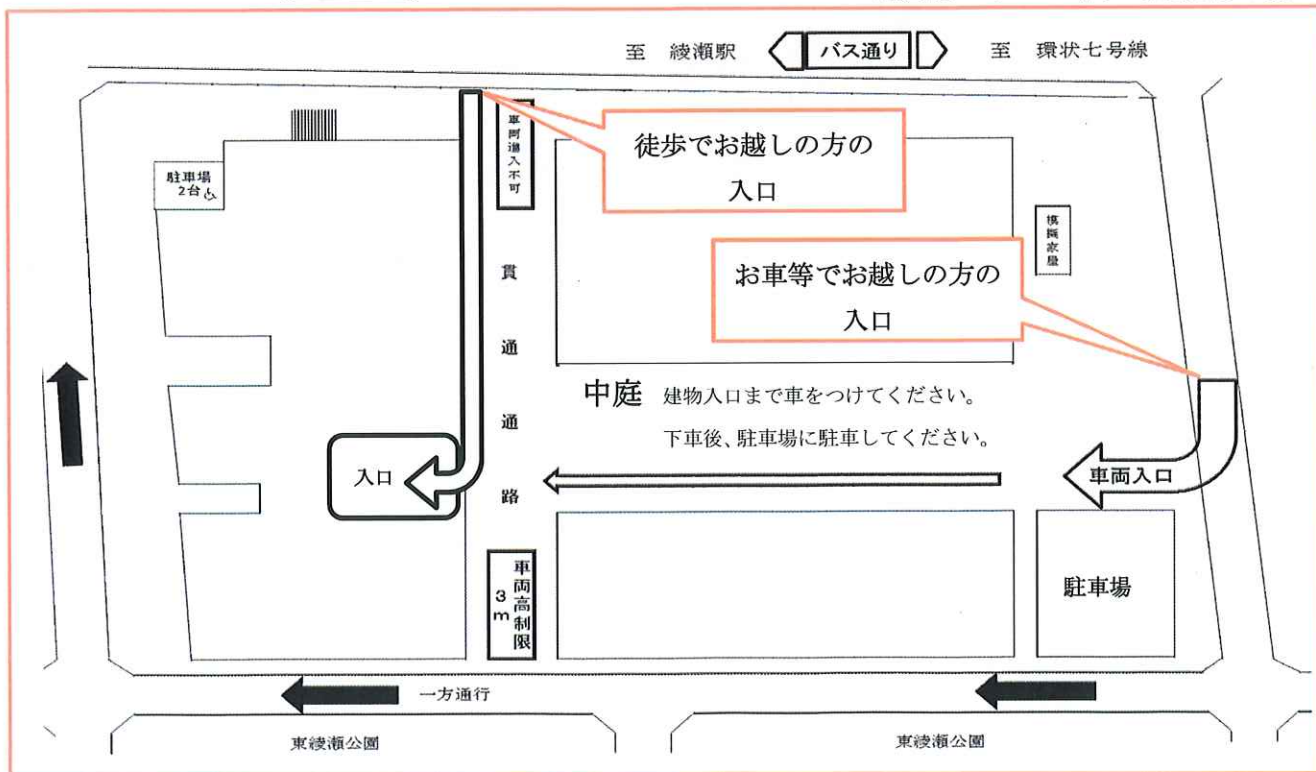 至 綾瀬駅 バス通り 至 環状七号線
車両進入不可
徒歩でお越しの方の
入口
駐車場
2台
模擬家屋
お車等でお越しの方の
入口
貫通通路
中庭 建物入口まで車をつけてください。
下車後、駐車場に駐車してください。
入口
車両入口
車両高制限
3m
駐車場
一方通行
東綾瀬公園
東綾瀬公園